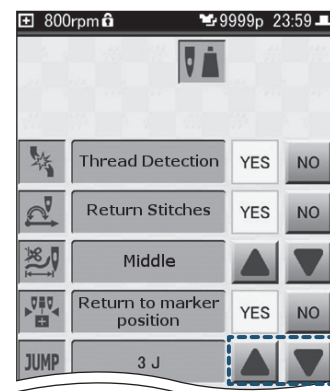 800rpm 9999p 23:59
Thread Detection YES NO
Return Stitches YES NO
Middle
Return to marker
position YES NO
JUMP 3 J